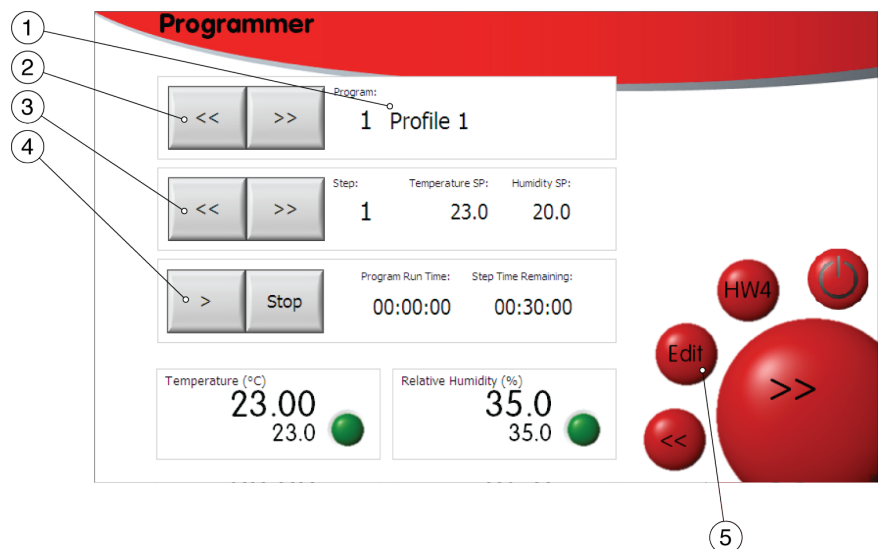 Programmer
1
2
3
4
<< >>
Program:
1 Profile 1
<< >>
Step: Temperature SP: Humidity SP:
1 23.0 20.0
> Stop
Program Run Time: Step Time Remaining:
00:00:00 00:30:00
Temperature (°C)
23.00
23.0
Relative Humidity (%)
35.0
35.0
HW4
Edit
>>
<<
5